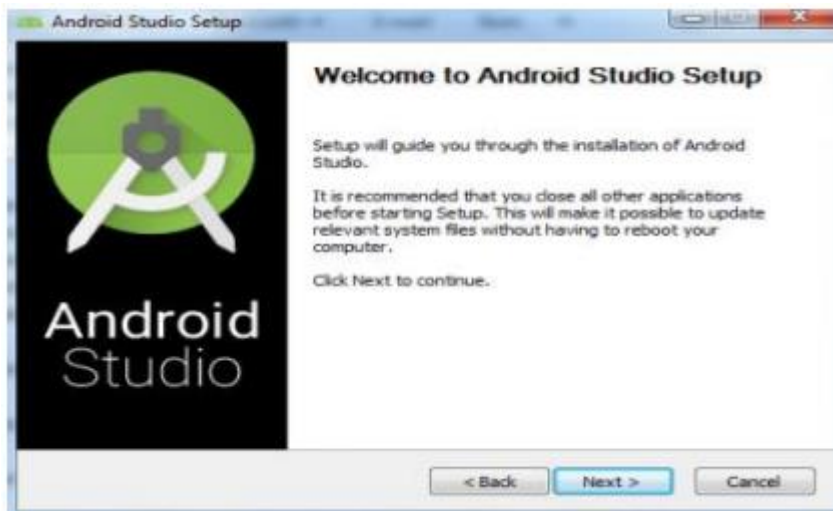 Android Studio Setup
Welcome to Android Studio Setup
Setup will guide you through the installation of Android
Studio.
It is recommended that you close all other applications
before starting Setup. This will make it possible to update
relevant system files without having to reboot your
computer.
Click Next to continue.
Android
Studio
< Back
Next >
Cancel